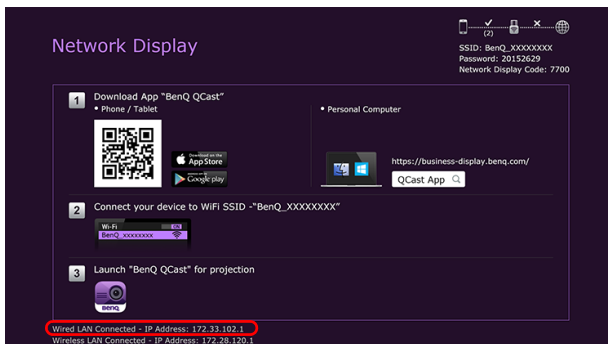 Network Display
(2)
SSID: BenQ_XXXXXXXX
Password: 20152629
Network Display Code: 7700
1
Download App "BenQ QCast"
• Phone / Tablet
• Personal Computer
Download on the
App Store
Google play
https://business-display.benq.com/
QCast App
2
Connect your device to WiFi SSID -"BenQ_XXXXXXXX"
Wi-Fi
BenQ_xxxxxxxx
3
Launch "BenQ QCast" for projection
BenQ
Wired LAN Connected - IP Address: 172.33.102.1
Wireless LAN Connected - IP Address: 172.28.120.1